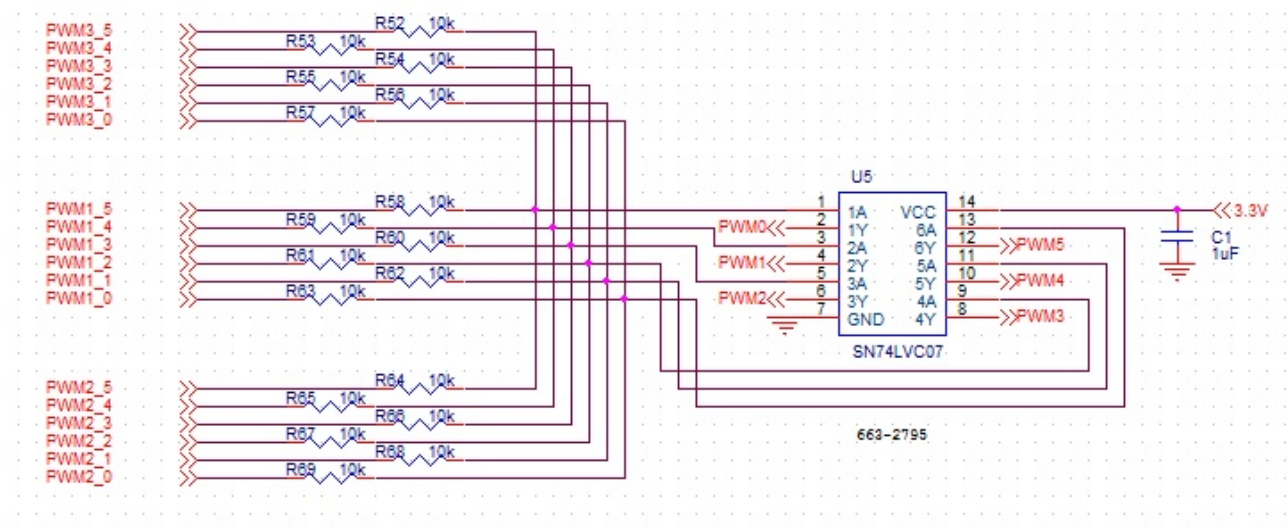 PWM3_5 R52 10k
PWM3_4 R53 10k
PWM3_3 R54 10k
PWM3_2 R55 10k
PWM3_1 R56 10k
PWM3_0 R57 10k
PWM1_5 R58 10k
PWM1_4 R59 10k
PWM1_3 R60 10k
PWM1_2 R61 10k
PWM1_1 R62 10k
PWM1_0 R63 10k
PWM2_5 R64 10k
PWM2_4 R65 10k
PWM2_3 R66 10k
PWM2_2 R67 10k
PWM2_1 R68 10k
PWM2_0 R69 10k
U5
1 1A VCC 14 3.3V
PWM0 2 1Y 6A 13
3 2A 6Y 12 PWM5
PWM1 4 2Y 5A 11
5 3A 5Y 10 PWM4
PWM2 6 3Y 4A 9
7 GND 4Y 8 PWM3
SN74LVC07
C1
1uF
663-2795